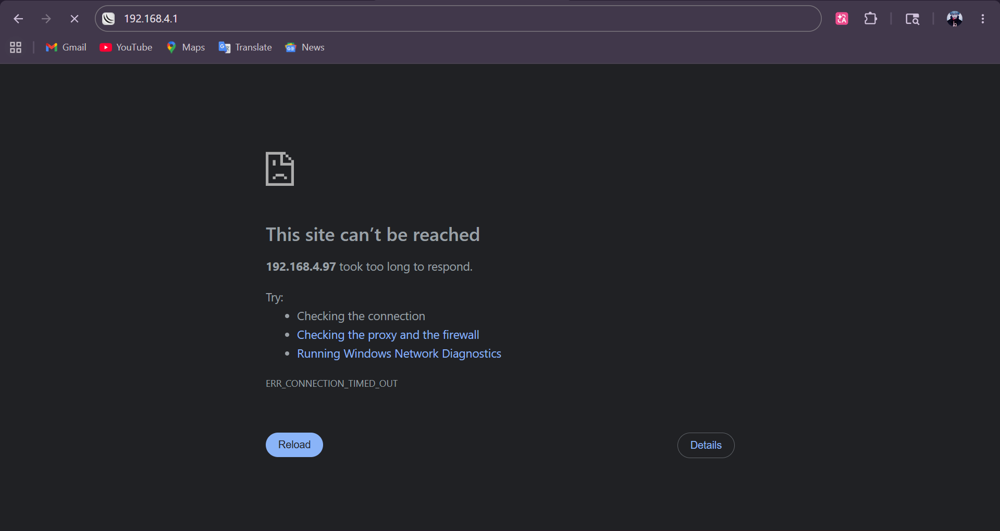 192.168.4.1
Gmail YouTube Maps Translate News
This site can’t be reached
192.168.4.97 took too long to respond.
Try:
Checking the connection
Checking the proxy and the firewall
Running Windows Network Diagnostics
ERR_CONNECTION_TIMED_OUT
Reload Details